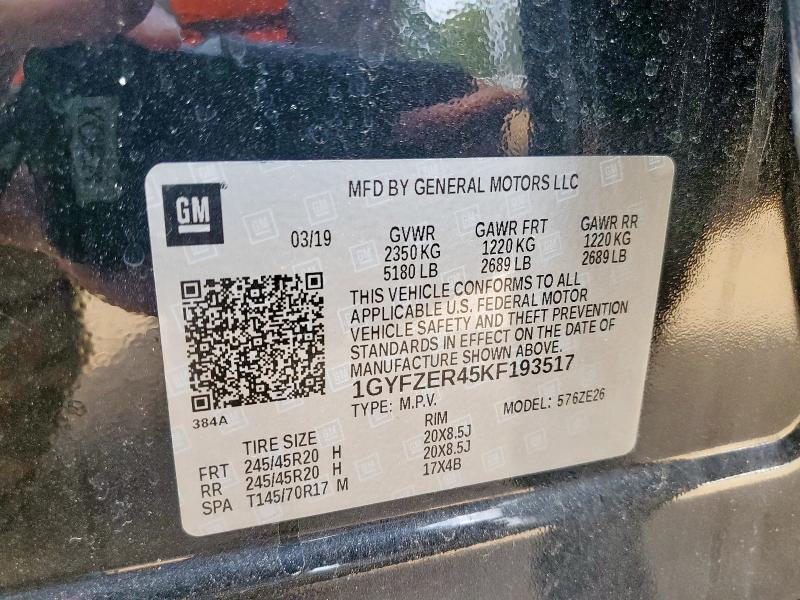 MFD BY GENERAL MOTORS LLC
GM
03/19
GVWR GAWR FRT GAWR RR
2350 KG 1220 KG 1220 KG
5180 LB 2689 LB 2689 LB
THIS VEHICLE CONFORMS TO ALL
APPLICABLE U.S. FEDERAL MOTOR
VEHICLE SAFETY AND THEFT PREVENTION
STANDARDS IN EFFECT ON THE DATE OF
MANUFACTURE SHOWN ABOVE.
1GYFZER45KF193517
TYPE: M.P.V. MODEL: 576ZE26
384A
TIRE SIZE RIM
FRT 245/45R20 H 20X8.5J
RR 245/45R20 H 20X8.5J
SPA T145/70R17 M 17X4B